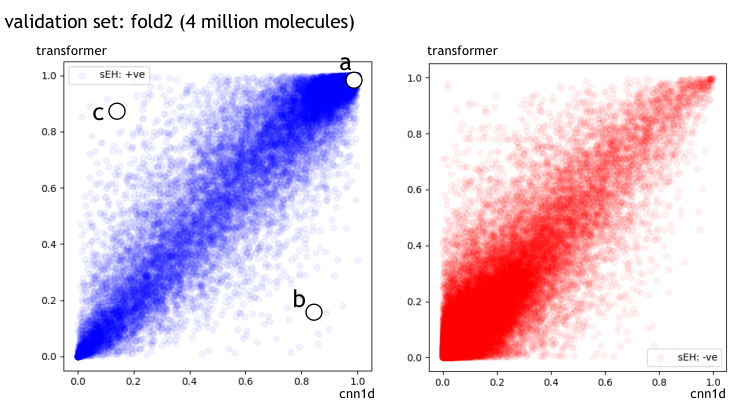 validation set: fold2 (4 million molecules)
transformer
sEH: +ve
a
c
b
1.0
0.8
0.6
0.4
0.2
0.0
0.0 0.2 0.4 0.6 0.8 1.0
cnn1d
transformer
1.0
0.8
0.6
0.4
0.2
0.0
sEH: -ve
0.0 0.2 0.4 0.6 0.8 1.0
cnn1d